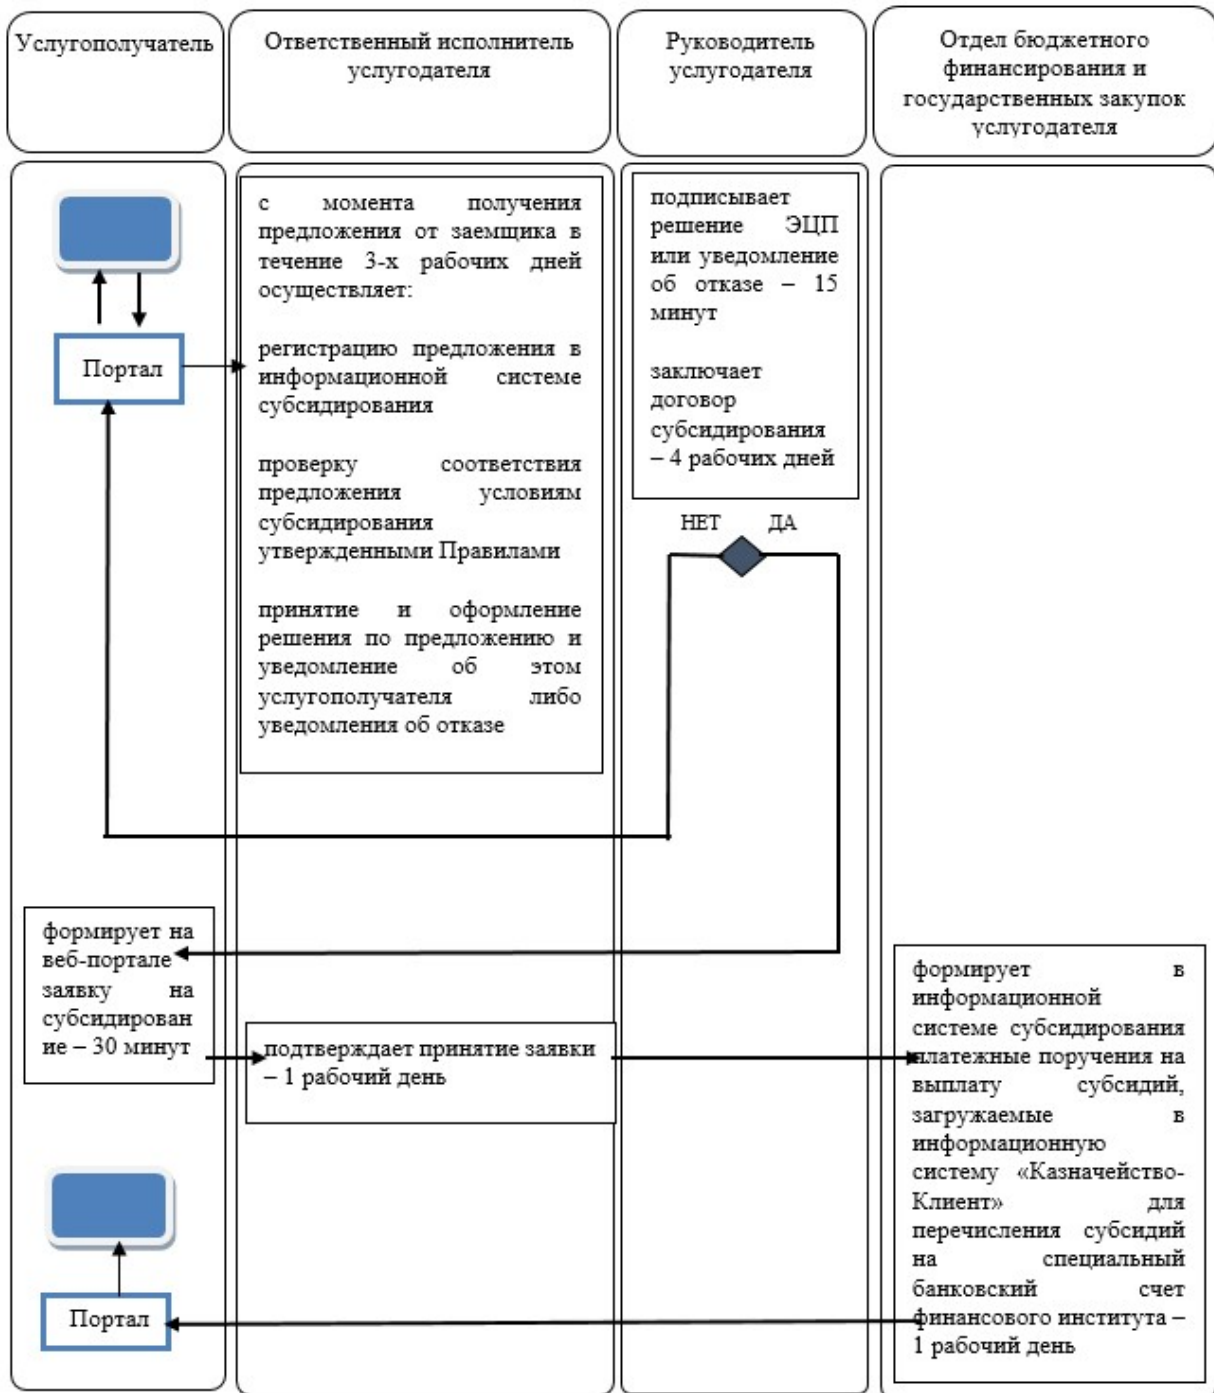 Услугополучатель
Ответственный исполнитель
услугодателя
Руководитель
услугодателя
Отдел бюджетного
финансирования и
государственных закупок
услугодателя
Портал
с момента получения
предложения от заемщика в
течение 3-х рабочих дней
осуществляет:
регистрацию предложения в
информационной системе
субсидирования
проверку соответствия
предложения условиям
субсидирования
утвержденными Правилами
принятие и оформление
решения по предложению и
уведомление об этом
услугополучателя либо
уведомления об отказе
подписывает
решение ЭЦП
или уведомление
об отказе – 15
минут
заключает
договор
субсидирования
– 4 рабочих дней
НЕТ ДА
формирует на
веб-портале
заявку на
субсидирован
ие – 30 минут
подтверждает принятие заявки
– 1 рабочий день
формирует в
информационной
системе субсидирования
платежные поручения на
выплату субсидий,
загружаемые в
информационную
систему «Казначейство-
Клиент» для
перечисления субсидий
на специальный
банковский счет
финансового института –
1 рабочий день
Портал